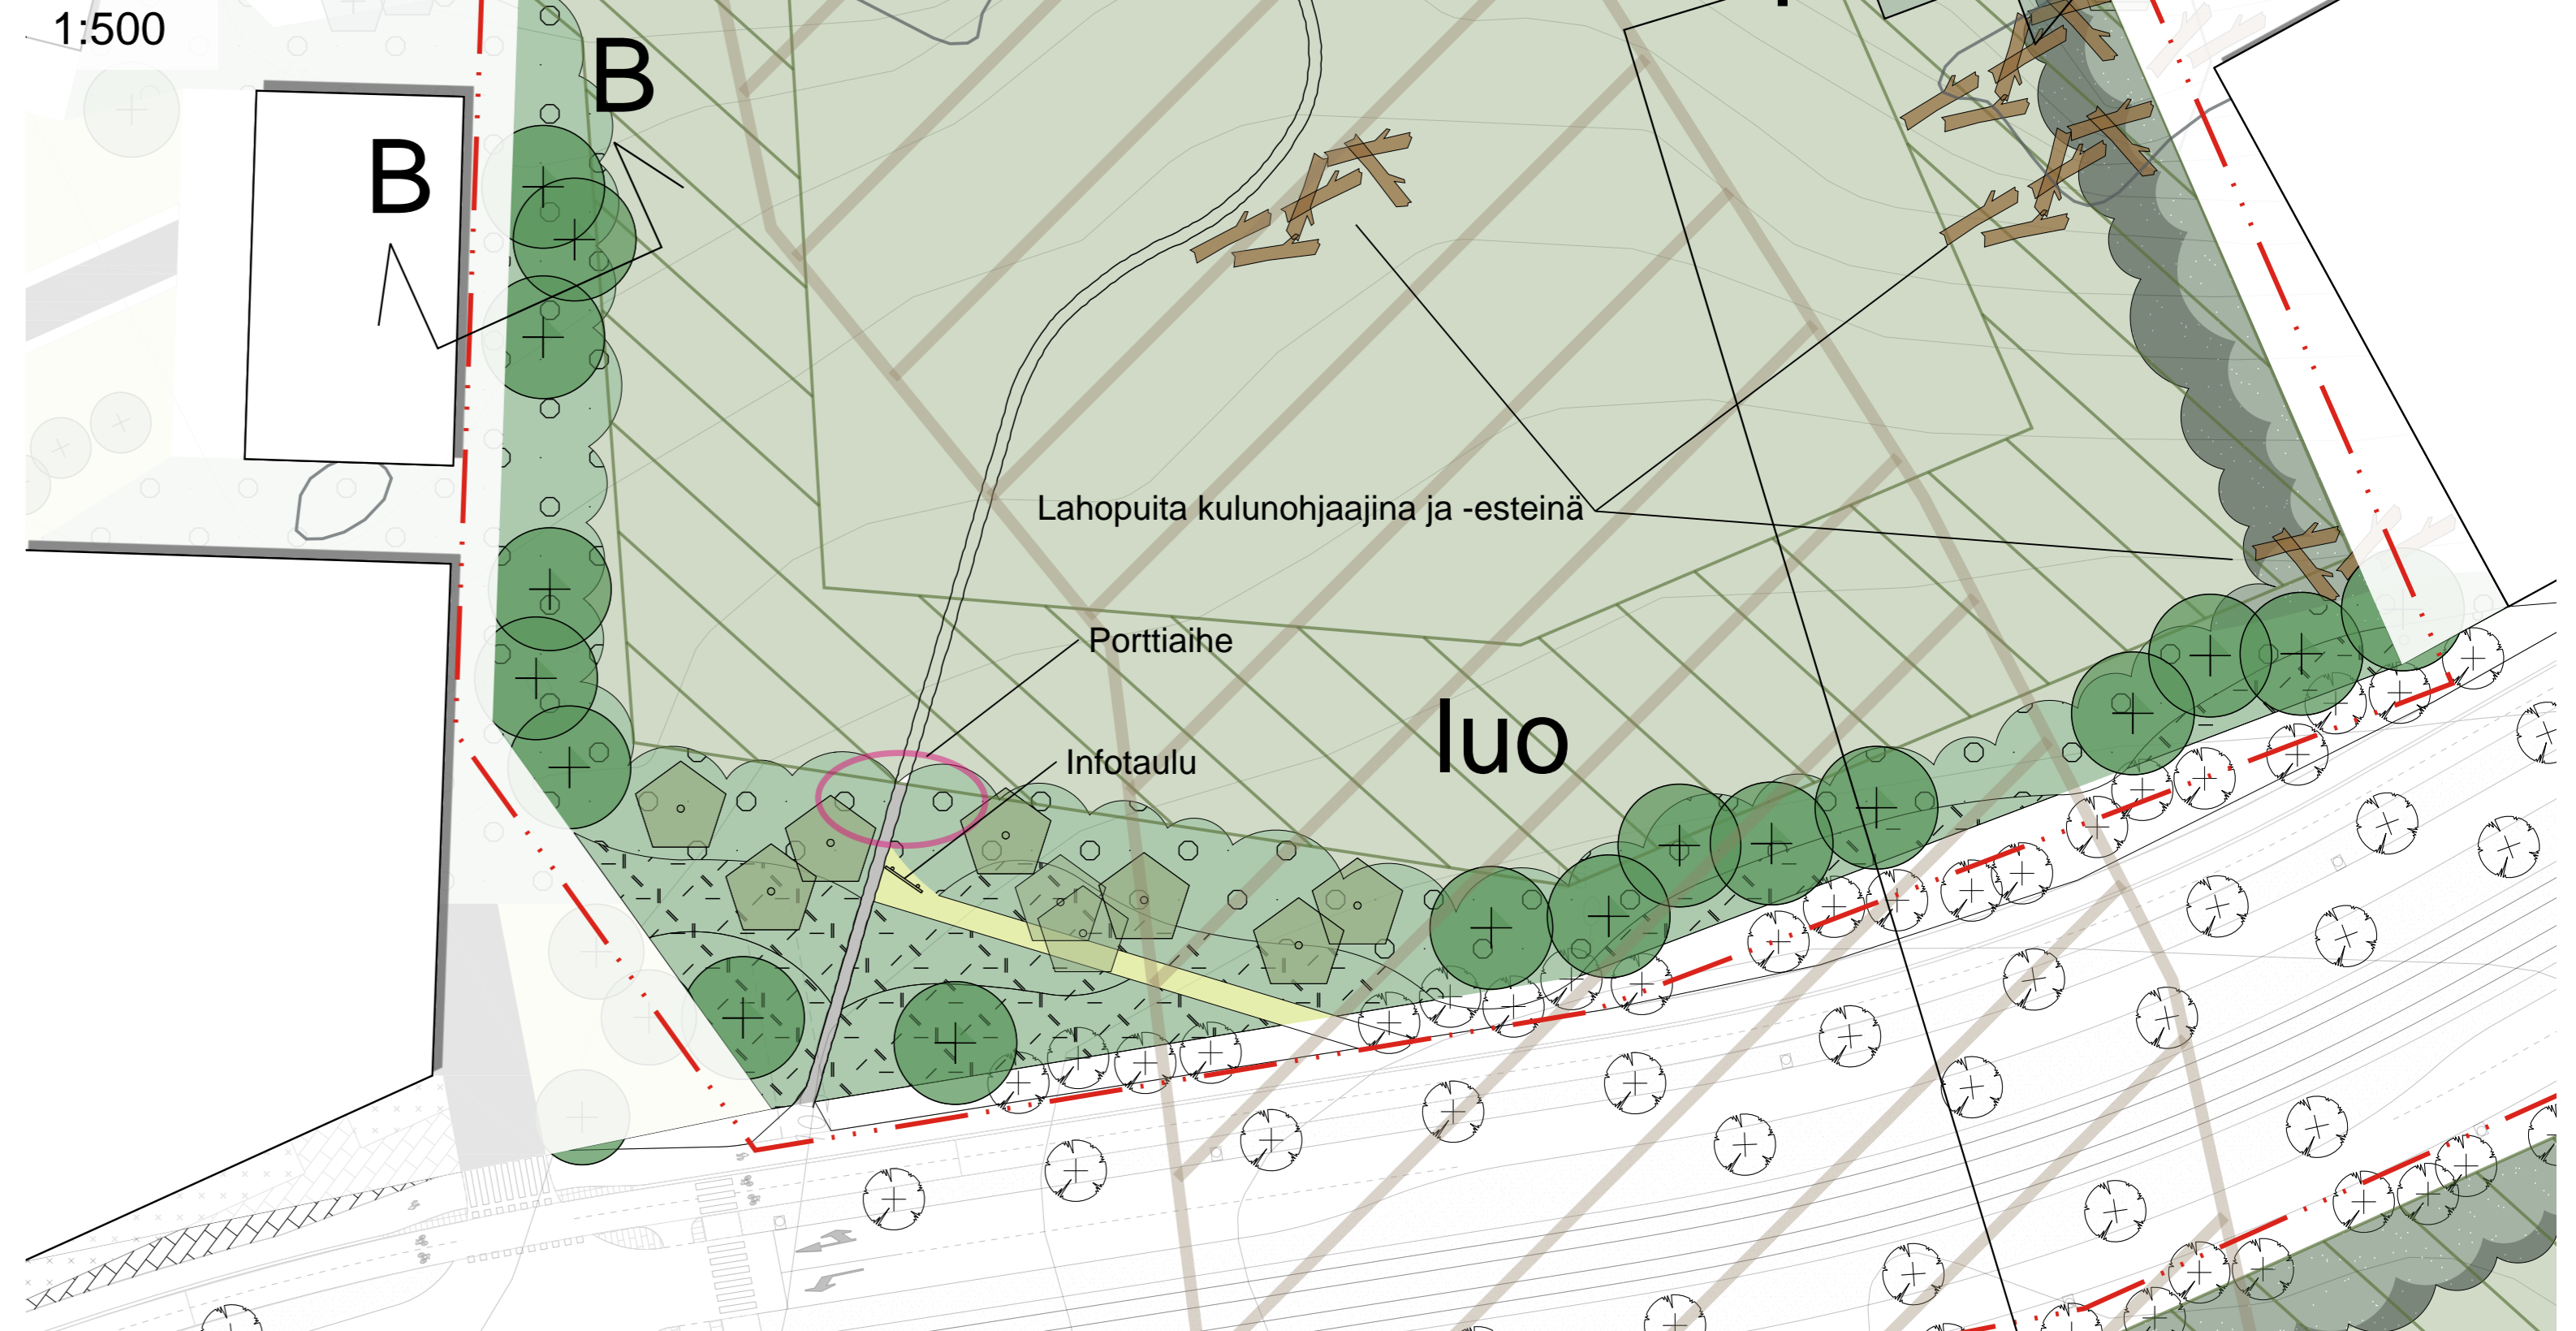 1:500
B
B
Lahopuita kulunohjaajina ja -esteinä
Porttiaihe
Infotaulu
luo